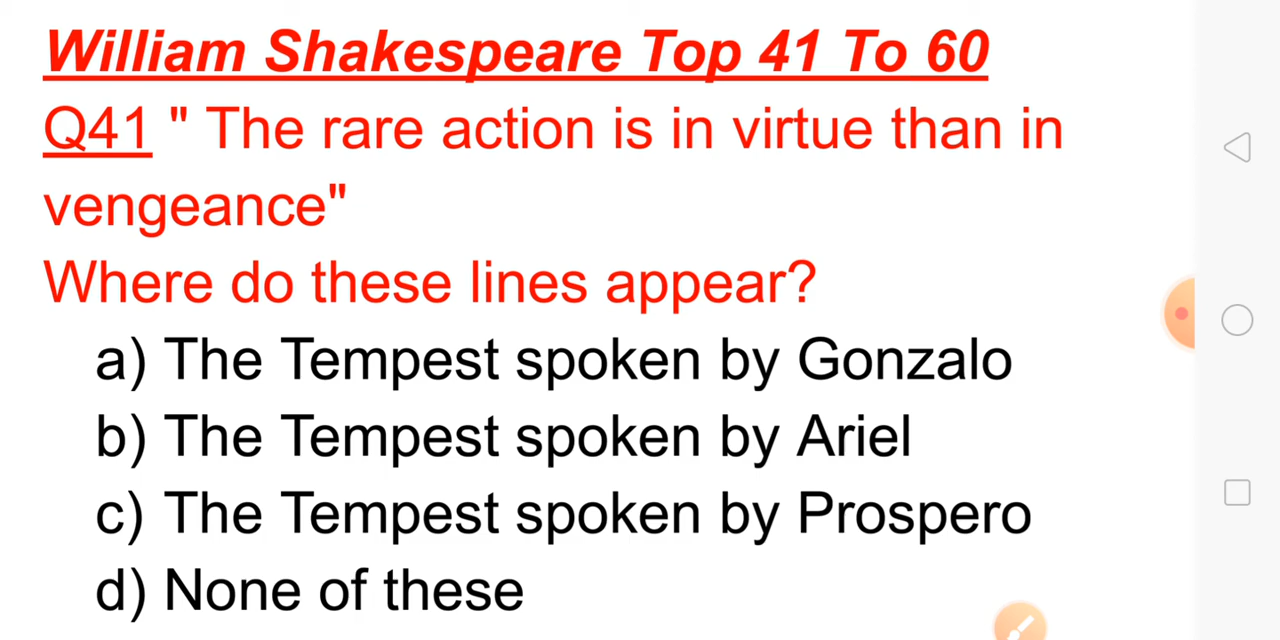 William Shakespeare Top 41 To 60
Q41 " The rare action is in virtue than in
vengeance"
Where do these lines appear?
a) The Tempest spoken by Gonzalo
b) The Tempest spoken by Ariel
c) The Tempest spoken by Prospero
d) None of these